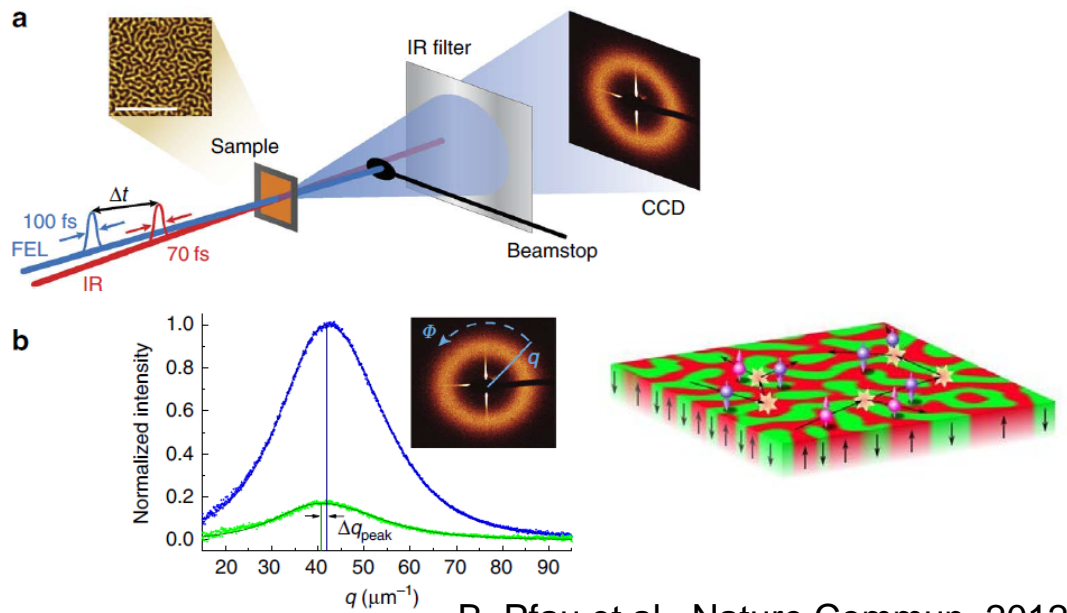 a
IR filter
Sample
Δt
100 fs
FEL
70 fs
IR
CCD
Beamstop
b
Normalized intensity
1.0
0.8
0.6
0.4
0.2
0.0
Φ
q
Δqpeak
20 30 40 50 60 70 80 90
q (μm⁻¹)
B. Pfau et al., Nature Commun. 2012